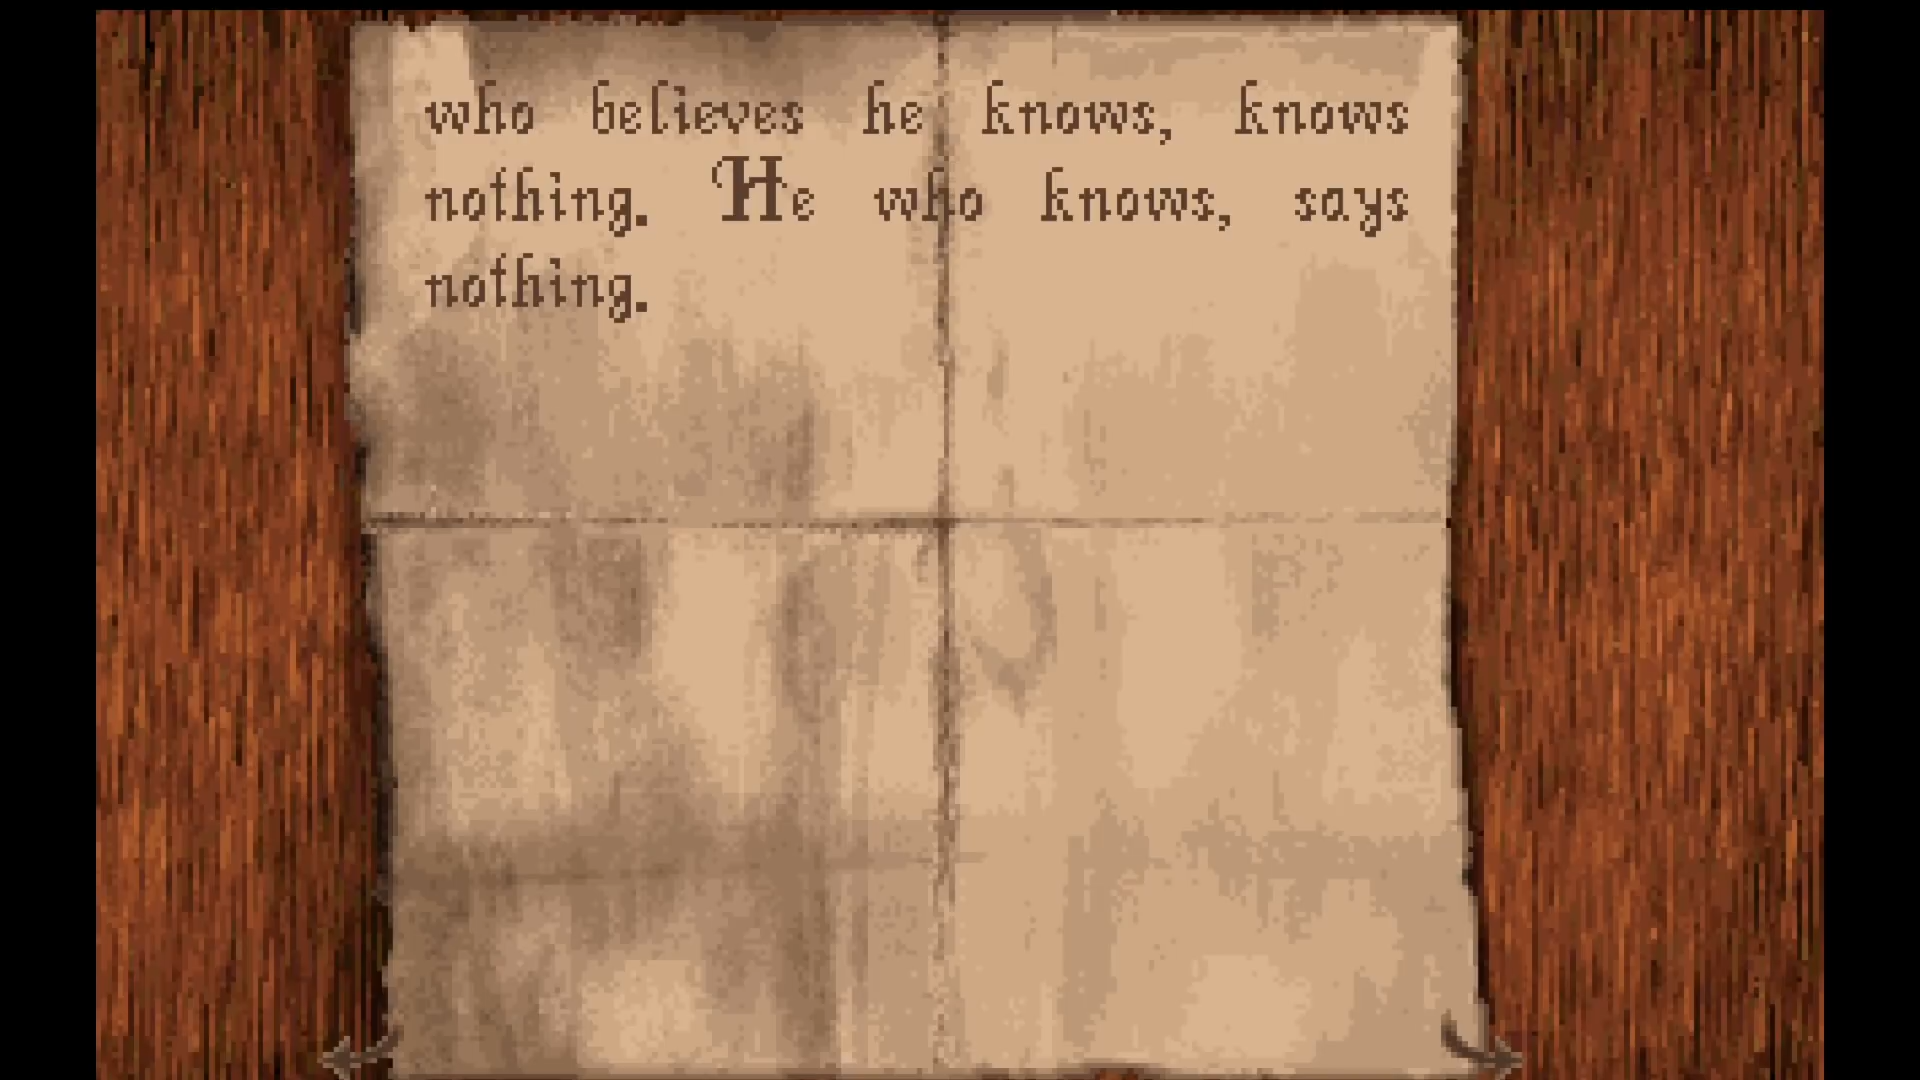 who believes he knows, knows
nothing. He who knows, says
nothing.